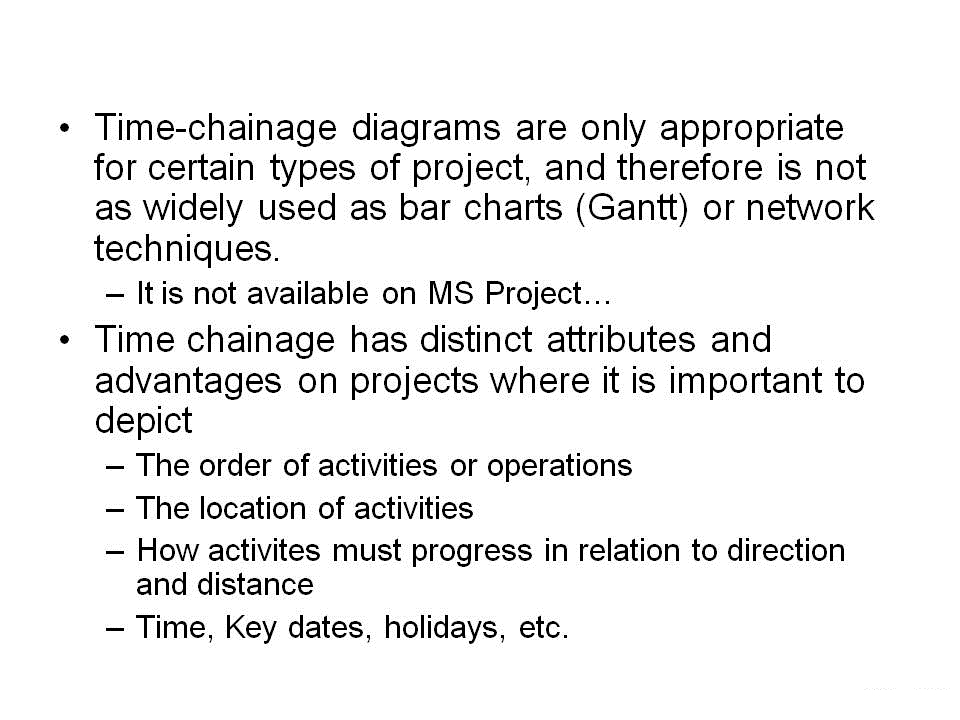 • Time-chainage diagrams are only appropriate
for certain types of project, and therefore is not
as widely used as bar charts (Gantt) or network
techniques.
– It is not available on MS Project…
• Time chainage has distinct attributes and
advantages on projects where it is important to
depict
– The order of activities or operations
– The location of activities
– How activites must progress in relation to direction
and distance
– Time, Key dates, holidays, etc.